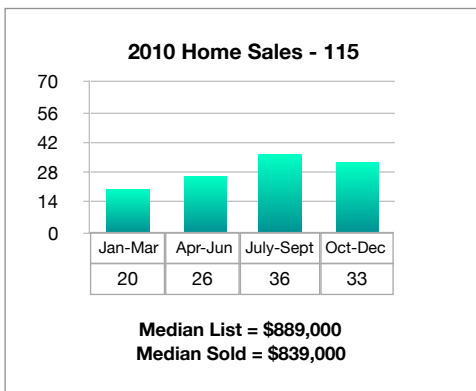 2010 Home Sales - 115
70
56
42
28
14
0
Jan-Mar Apr-Jun July-Sept Oct-Dec
20 26 36 33
Median List = $889,000
Median Sold = $839,000